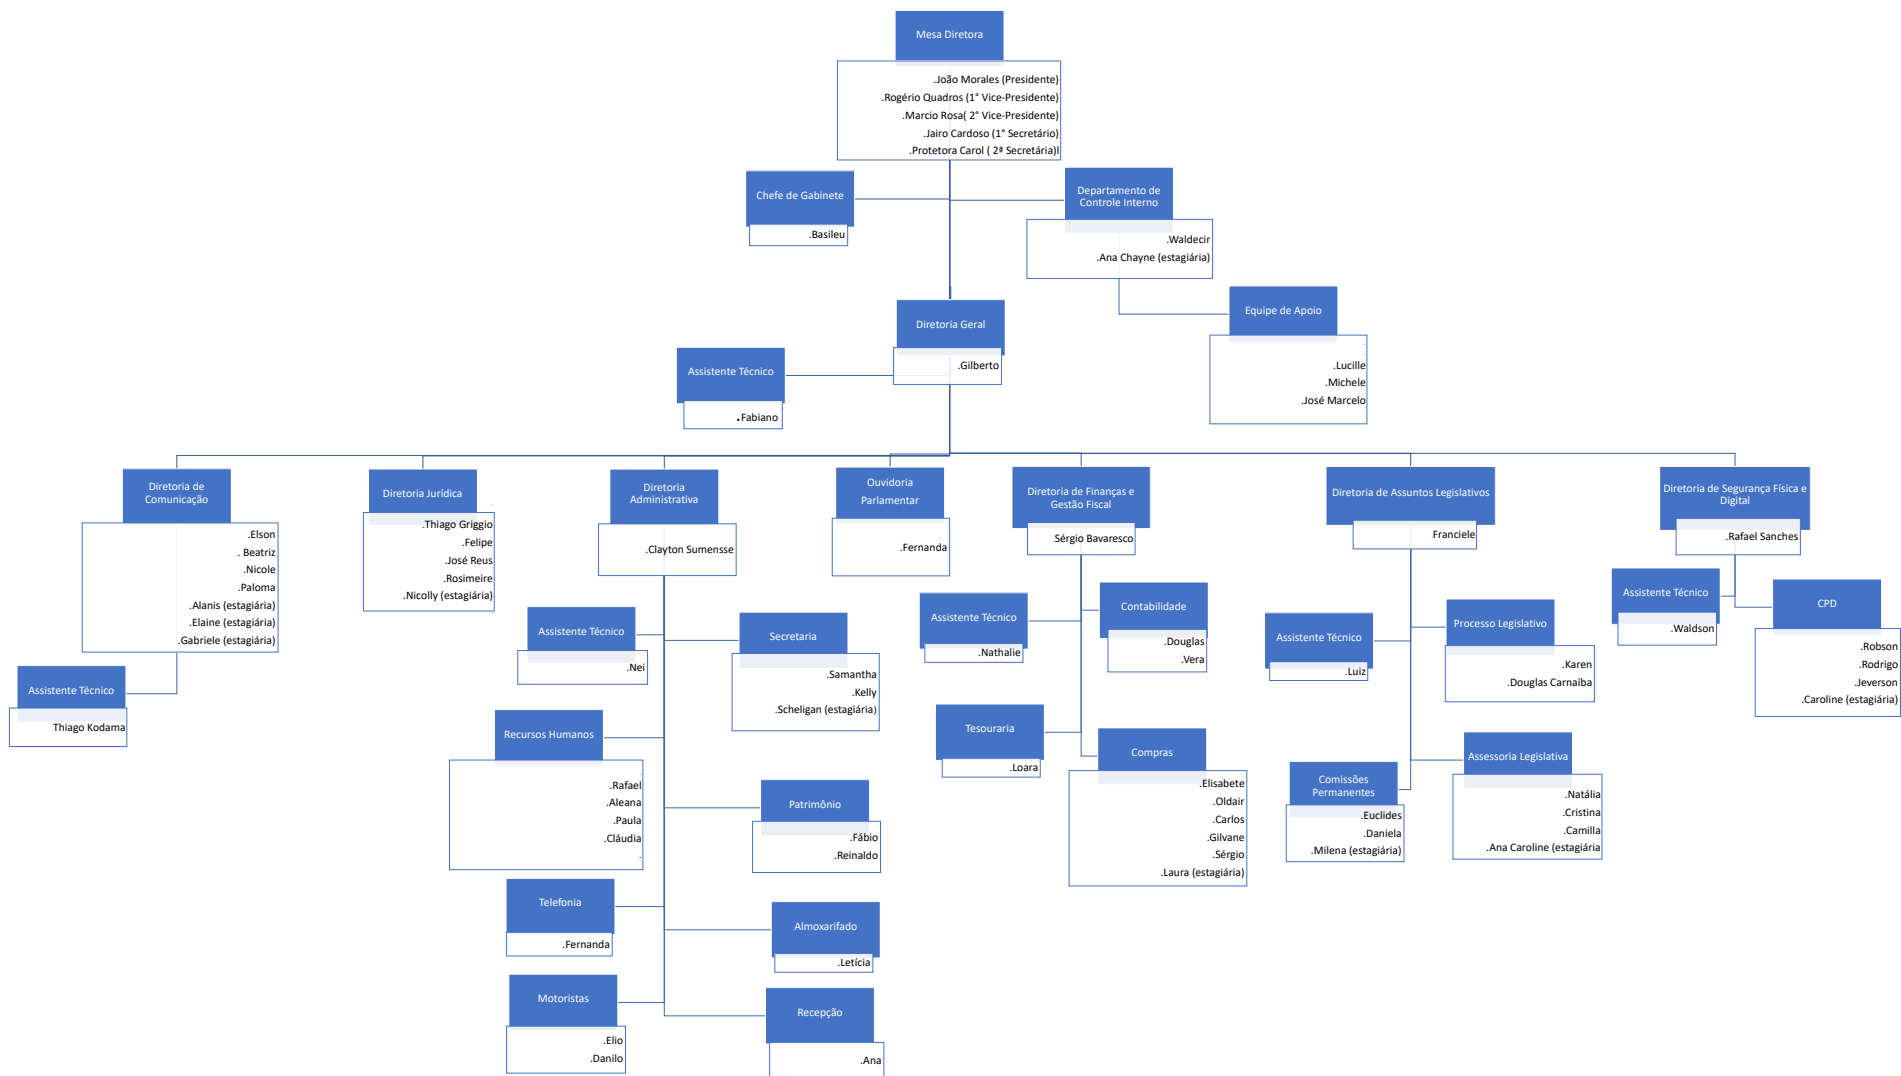 Mesa Diretora
.João Morales (Presidente)
.Rogério Quadros (1° Vice-Presidente)
.Marcio Rosa( 2° Vice-Presidente)
.Jairo Cardoso (1° Secretário)
.Protetora Carol ( 2ª Secretária)l
Chefe de Gabinete
.Basileu
Departamento de
Controle Interno
.Waldecir
.Ana Chayne (estagiária)
Equipe de Apoio
.Lucille
.Michele
.José Marcelo
Diretoria Geral
.Gilberto
Assistente Técnico
.Fabiano
Diretoria de
Comunicação
.Elson
. Beatriz
.Nicole
.Paloma
.Alanis (estagiária)
.Elaine (estagiária)
.Gabriele (estagiária)
Assistente Técnico
Thiago Kodama
Diretoria Jurídica
.Thiago Griggio
.Felipe
.José Reus
.Rosimeire
.Nicolly (estagiária)
Diretoria
Administrativa
.Clayton Sumensse
Assistente Técnico
.Nei
Secretaria
.Samantha
.Kelly
.Scheligan (estagiária)
Recursos Humanos
.Rafael
.Aleana
.Paula
.Cláudia
.
Patrimônio
.Fábio
.Reinaldo
Telefonia
.Fernanda
Almoxarifado
.Letícia
Motoristas
.Elio
.Danilo
Recepção
.Ana
Ouvidoria
Parlamentar
.Fernanda
Diretoria de Finanças e
Gestão Fiscal
Sérgio Bavaresco
Assistente Técnico
.Nathalie
Contabilidade
.Douglas
.Vera
Tesouraria
.Loara
Compras
.Elisabete
.Oldair
.Carlos
.Gilvane
.Sérgio
.Laura (estagiária)
Diretoria de Assuntos Legislativos
.Franciele
Assistente Técnico
.Luiz
Processo Legislativo
.Karen
.Douglas Carnaíba
Comissões
Permanentes
.Euclides
.Daniela
.Milena (estagiária)
Assessoria Legislativa
.Natália
.Cristina
.Camilla
.Ana Caroline (estagiária
Diretoria de Segurança Física e
Digital
.Rafael Sanches
Assistente Técnico
.Waldson
CPD
.Robson
.Rodrigo
.Jeverson
.Caroline (estagiária)